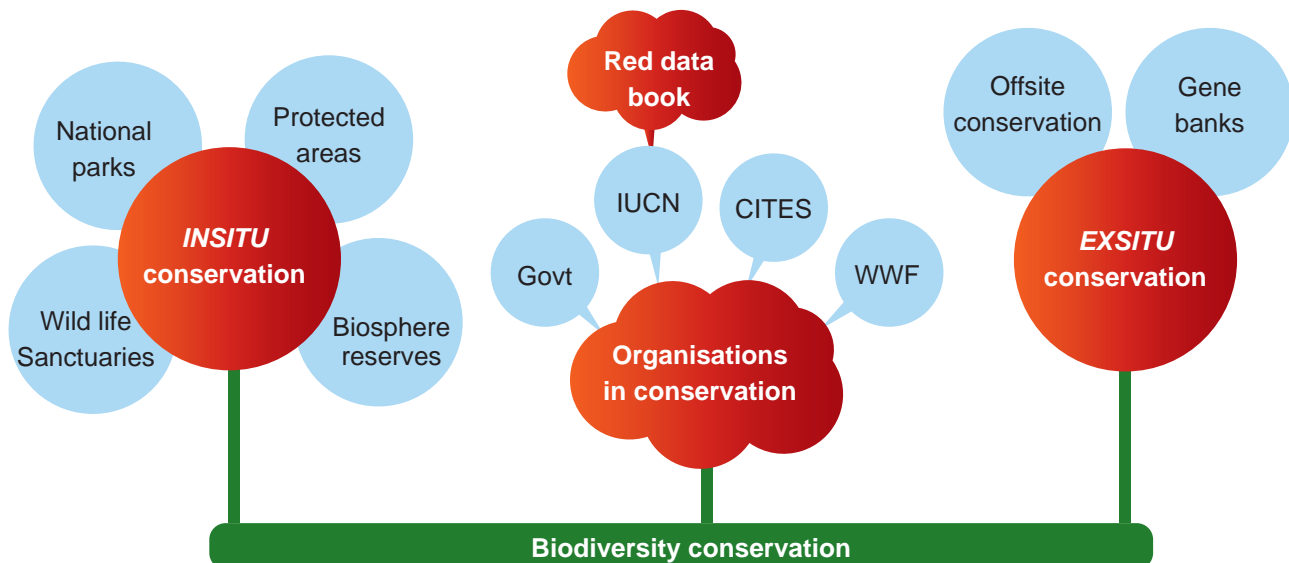 National
parks
Protected
areas
INSITU
conservation
Wild life
Sanctuaries
Biosphere
reserves
Red data
book
IUCN
CITES
Govt
WWF
Organisations
in conservation
Offsite
conservation
Gene
banks
EXSITU
conservation
Biodiversity conservation